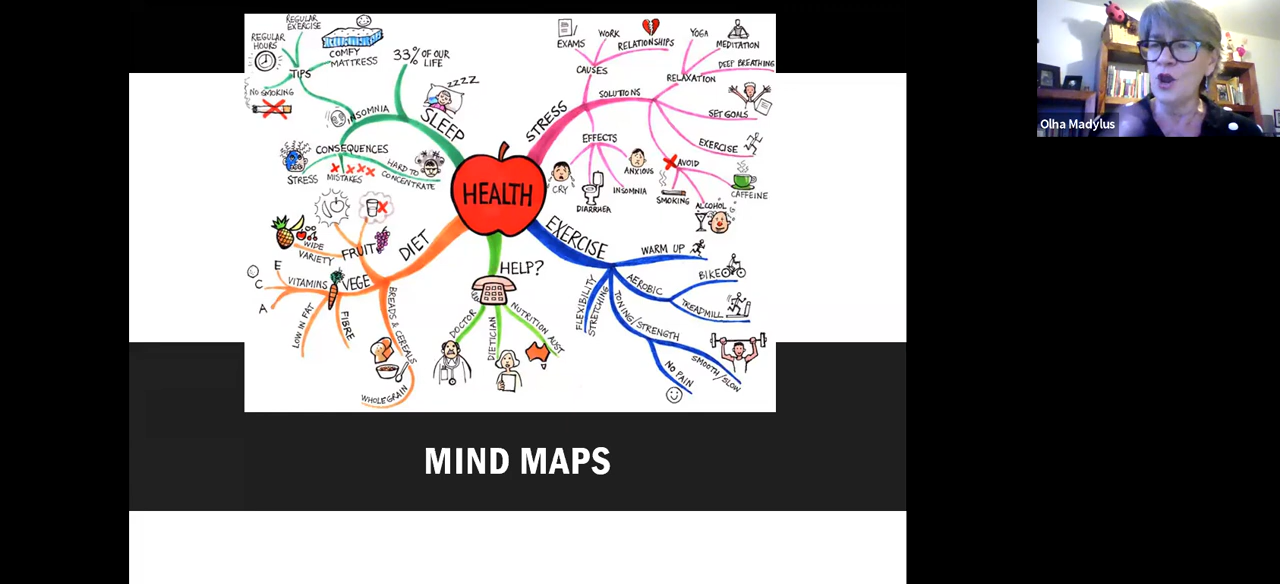 REGULAR
EXERCISE
REGULAR
HOURS
COMFY
MATTRESS
TIPS
NO SMOKING
33% OF OUR
LIFE
ZZZZ
INSOMNIA
SLEEP
CONSEQUENCES
STRESS
MISTAKES
HARD TO
CONCENTRATE
EXAMS
WORK
RELATIONSHIPS
CAUSES
YOGA
MEDITATION
DEEP BREATHING
RELAXATION
STRESS
SOLUTIONS
SET GOALS
EXERCISE
EFFECTS
CRY
DIARRHEA
INSOMNIA
ANXIOUS
AVOID
SMOKING
ALCOHOL
CAFFEINE
HEALTH
DIET
FRUIT
WIDE
VARIETY
VEGE
VITAMINS
E
C
A
LOW IN FAT
FIBRE
BREADS & CEREALS
WHOLEGRAIN
HELP?
DOCTOR
DIETICIAN
NUTRITION AUST
EXERCISE
WARM UP
AEROBIC
BIKE
TREADMILL
FLEXIBILITY
STRETCHING
TONING/STRENGTH
SMOOTH/SLOW
NO PAIN
MIND MAPS
Olha Madylus